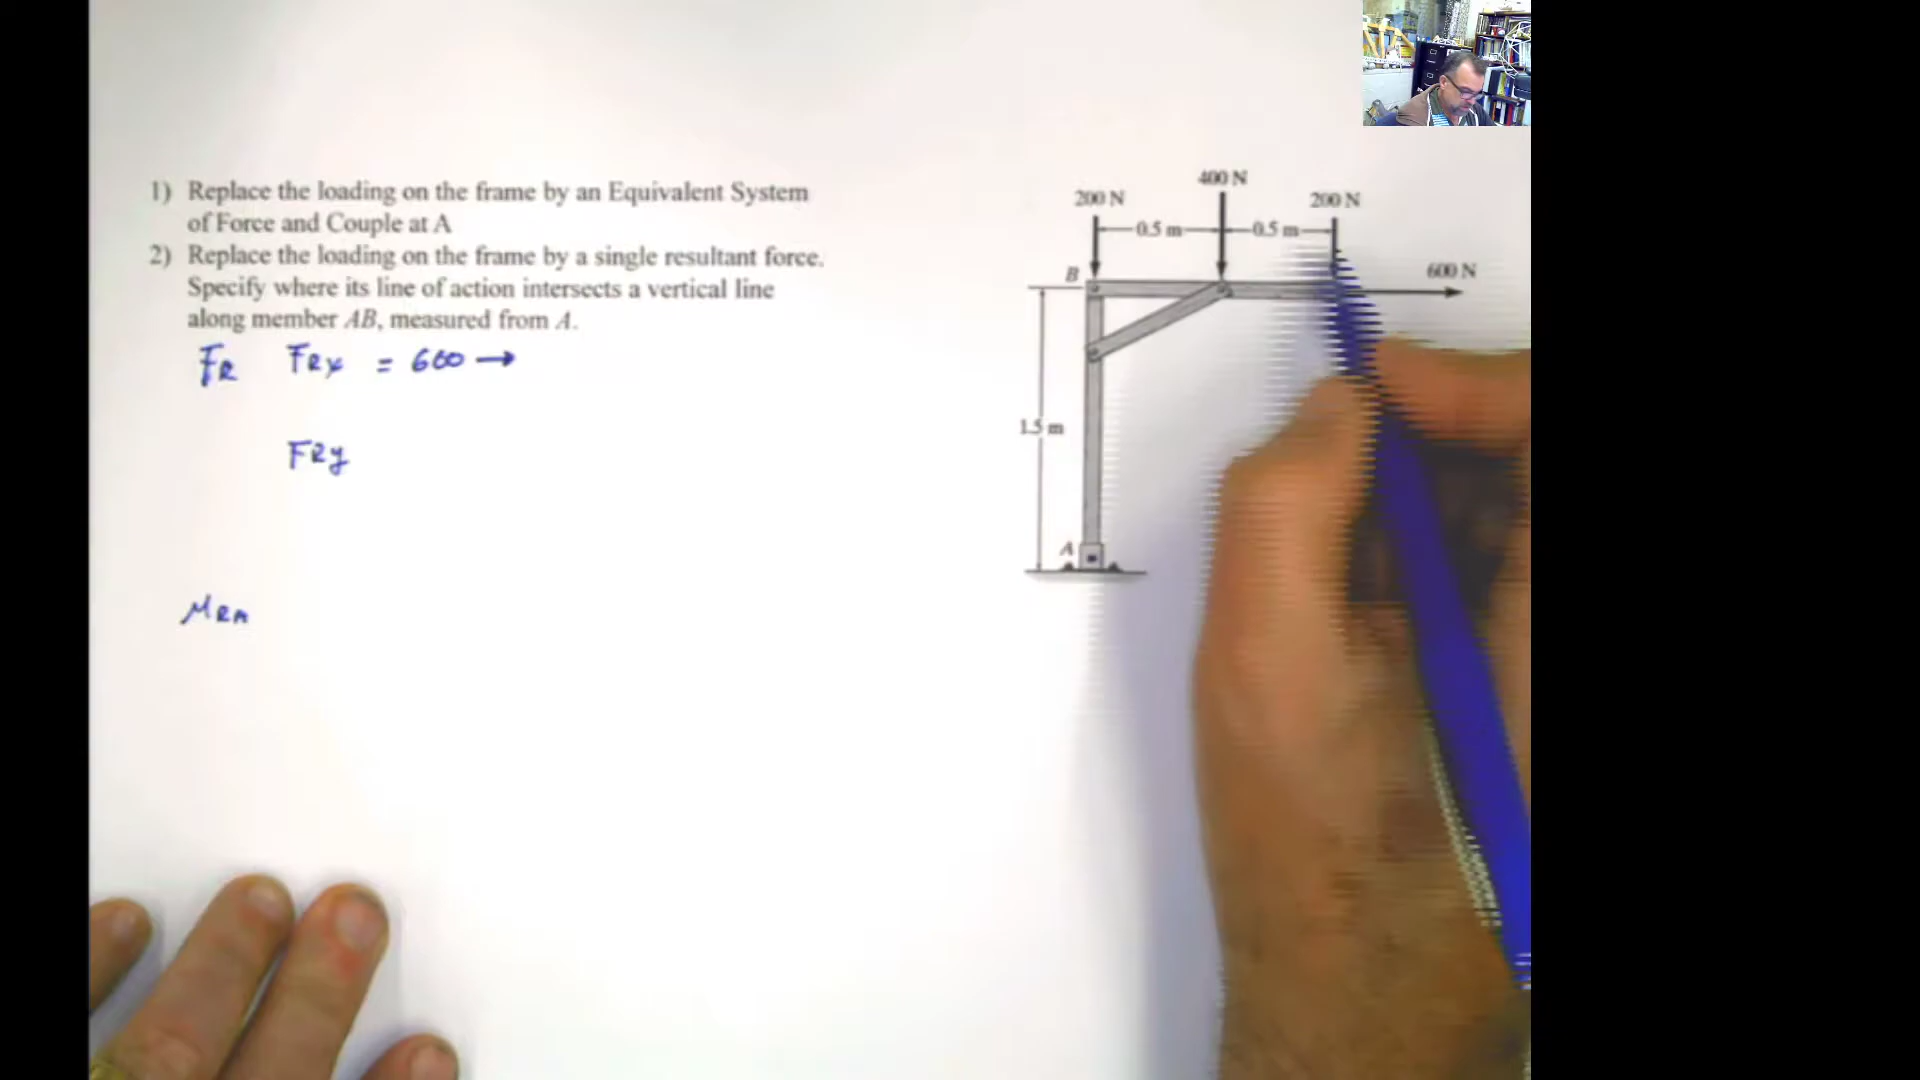 1) Replace the loading on the frame by an Equivalent System
of Force and Couple at A
2) Replace the loading on the frame by a single resultant force.
Specify where its line of action intersects a vertical line
along member AB, measured from A.
FR FRx = 600 →
FRy
MRA
400 N
200 N
200 N
0.5 m
0.5 m
600 N
B
1.5 m
A